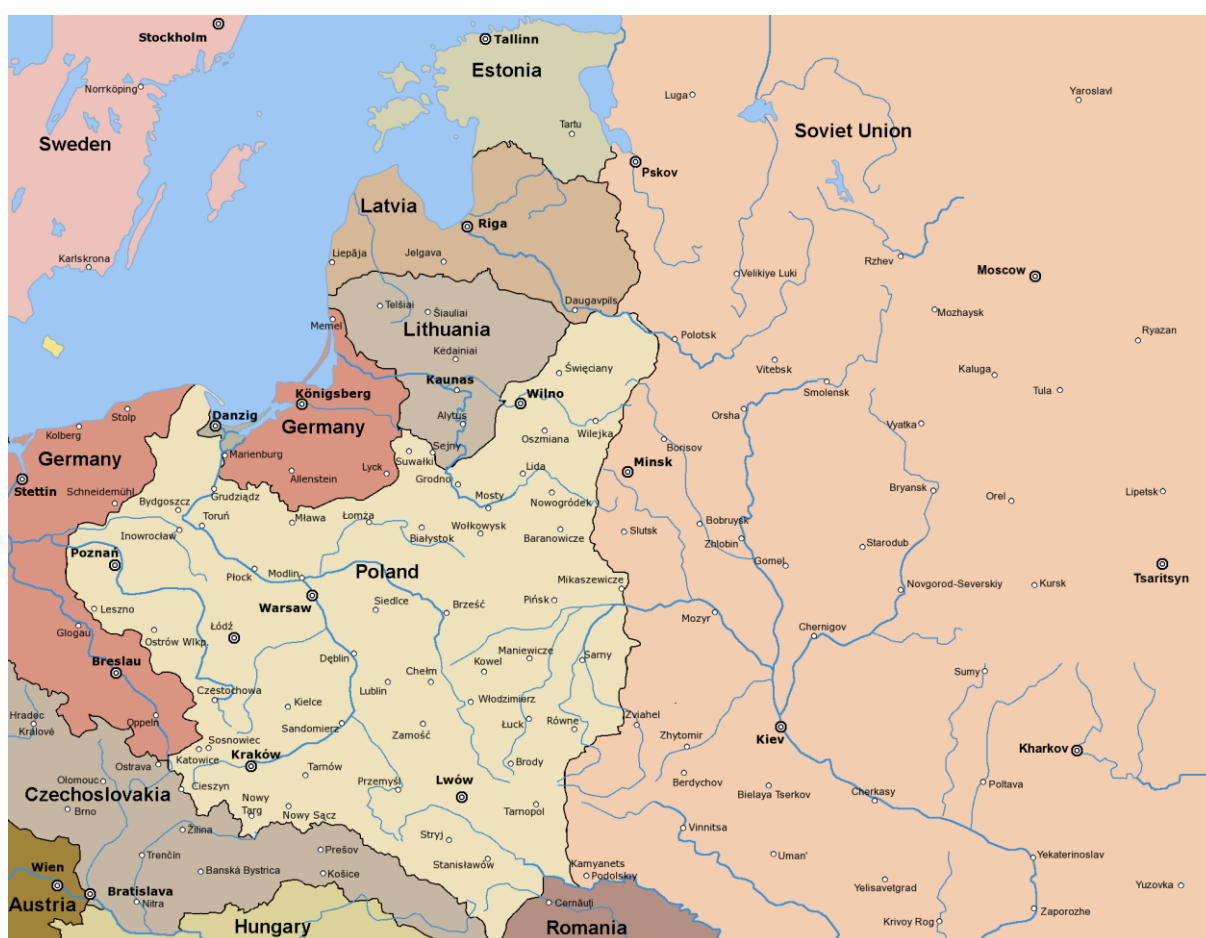 Stockholm
Tallinn
Estonia
Norrköping
Luga
Yaroslavl
Tartu
Soviet Union
Sweden
Pskov
Latvia
Riga
Karlskrona
Liepāja
Jelgava
Rzhev
Velikiye Luki
Moscow
Daugavpils
Telšiai
Šiauliai
Mozhaysk
Memel
Lithuania
Polotsk
Ryazan
Kėdainiai
Święciany
Vitebsk
Kaluga
Kaunas
Königsberg
Wilno
Smolensk
Tula
Stolp
Danzig
Alytus
Orsha
Kolberg
Germany
Oszmiana
Wilejka
Vyatka
Marienburg
Sejny
Borisov
Germany
Suwałki
Allenstein
Lyck
Lida
Minsk
Stettin
Schneidemühl
Grodno
Bryansk
Grudziądz
Mosty
Nowogródek
Orel
Lipetsk
Bydgoszcz
Toruń
Mława
Łomża
Wołkowysk
Bobruysk
Inowrocław
Białystok
Baranowicze
Slutsk
Zhlobin
Starodub
Poznań
Gomel
Płock
Modlin
Poland
Tsaritsyn
Mikaszewicze
Novgorod-Severskiy
Kursk
Warsaw
Siedlce
Brześć
Pińsk
Leszno
Mozyr
Łódź
Glogau
Ostrów Wlkp.
Chernigov
Dęblin
Maniewicze
Sarny
Breslau
Kowel
Chełm
Sumy
Częstochowa
Lublin
Kielce
Włodzimierz
Hradec
Králové
Oppeln
Sandomierz
Zamość
Łuck
Równe
Zviahel
Zhytomir
Kiev
Sosnowiec
Kharkov
Katowice
Kraków
Brody
Ostrava
Tarnów
Olomouc
Cieszyn
Przemyśl
Lwów
Berdychov
Bielaya Tserkov
Poltava
Czechoslovakia
Nowy
Targ
Cherkasy
Brno
Nowy Sącz
Tarnopol
Žilina
Vinnitsa
Stryj
Prešov
Trenčín
Uman'
Yekaterinoslav
Stanisławów
Kamyanets
Podolskiy
Wien
Banská Bystrica
Košice
Yelisavetgrad
Yuzovka
Bratislava
Austria
Nitra
Cernăuți
Zaporozhe
Krivoy Rog
Hungary
Romania